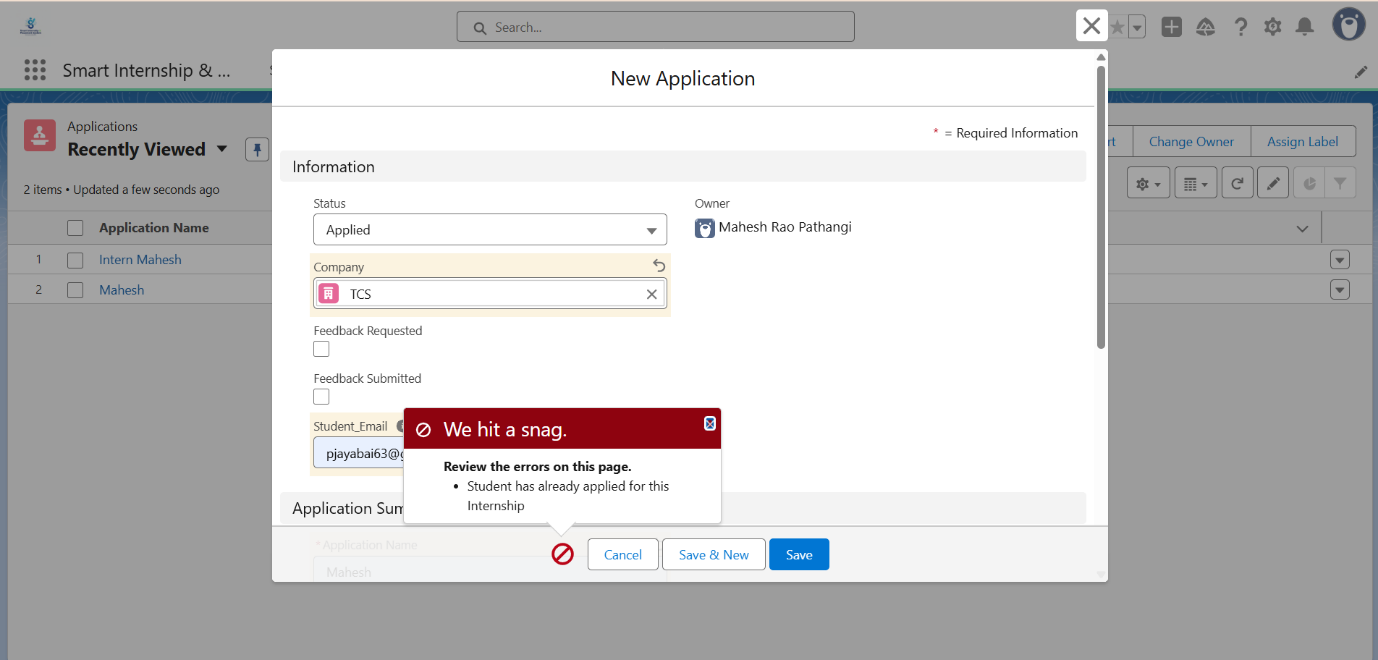 Search...
Smart Internship & ...
New Application
* = Required Information
Applications
Recently Viewed
2 items • Updated a few seconds ago
rt
Change Owner
Assign Label
Information
Status
Applied
Owner
Mahesh Rao Pathangi
Application Name
1 Intern Mahesh
2 Mahesh
Company
TCS
Feedback Requested
Feedback Submitted
Student_Email
pjayabai63@g
We hit a snag.
Review the errors on this page.
• Student has already applied for this
Internship
Application Sum
*Application Name
Mahesh
Cancel
Save & New
Save